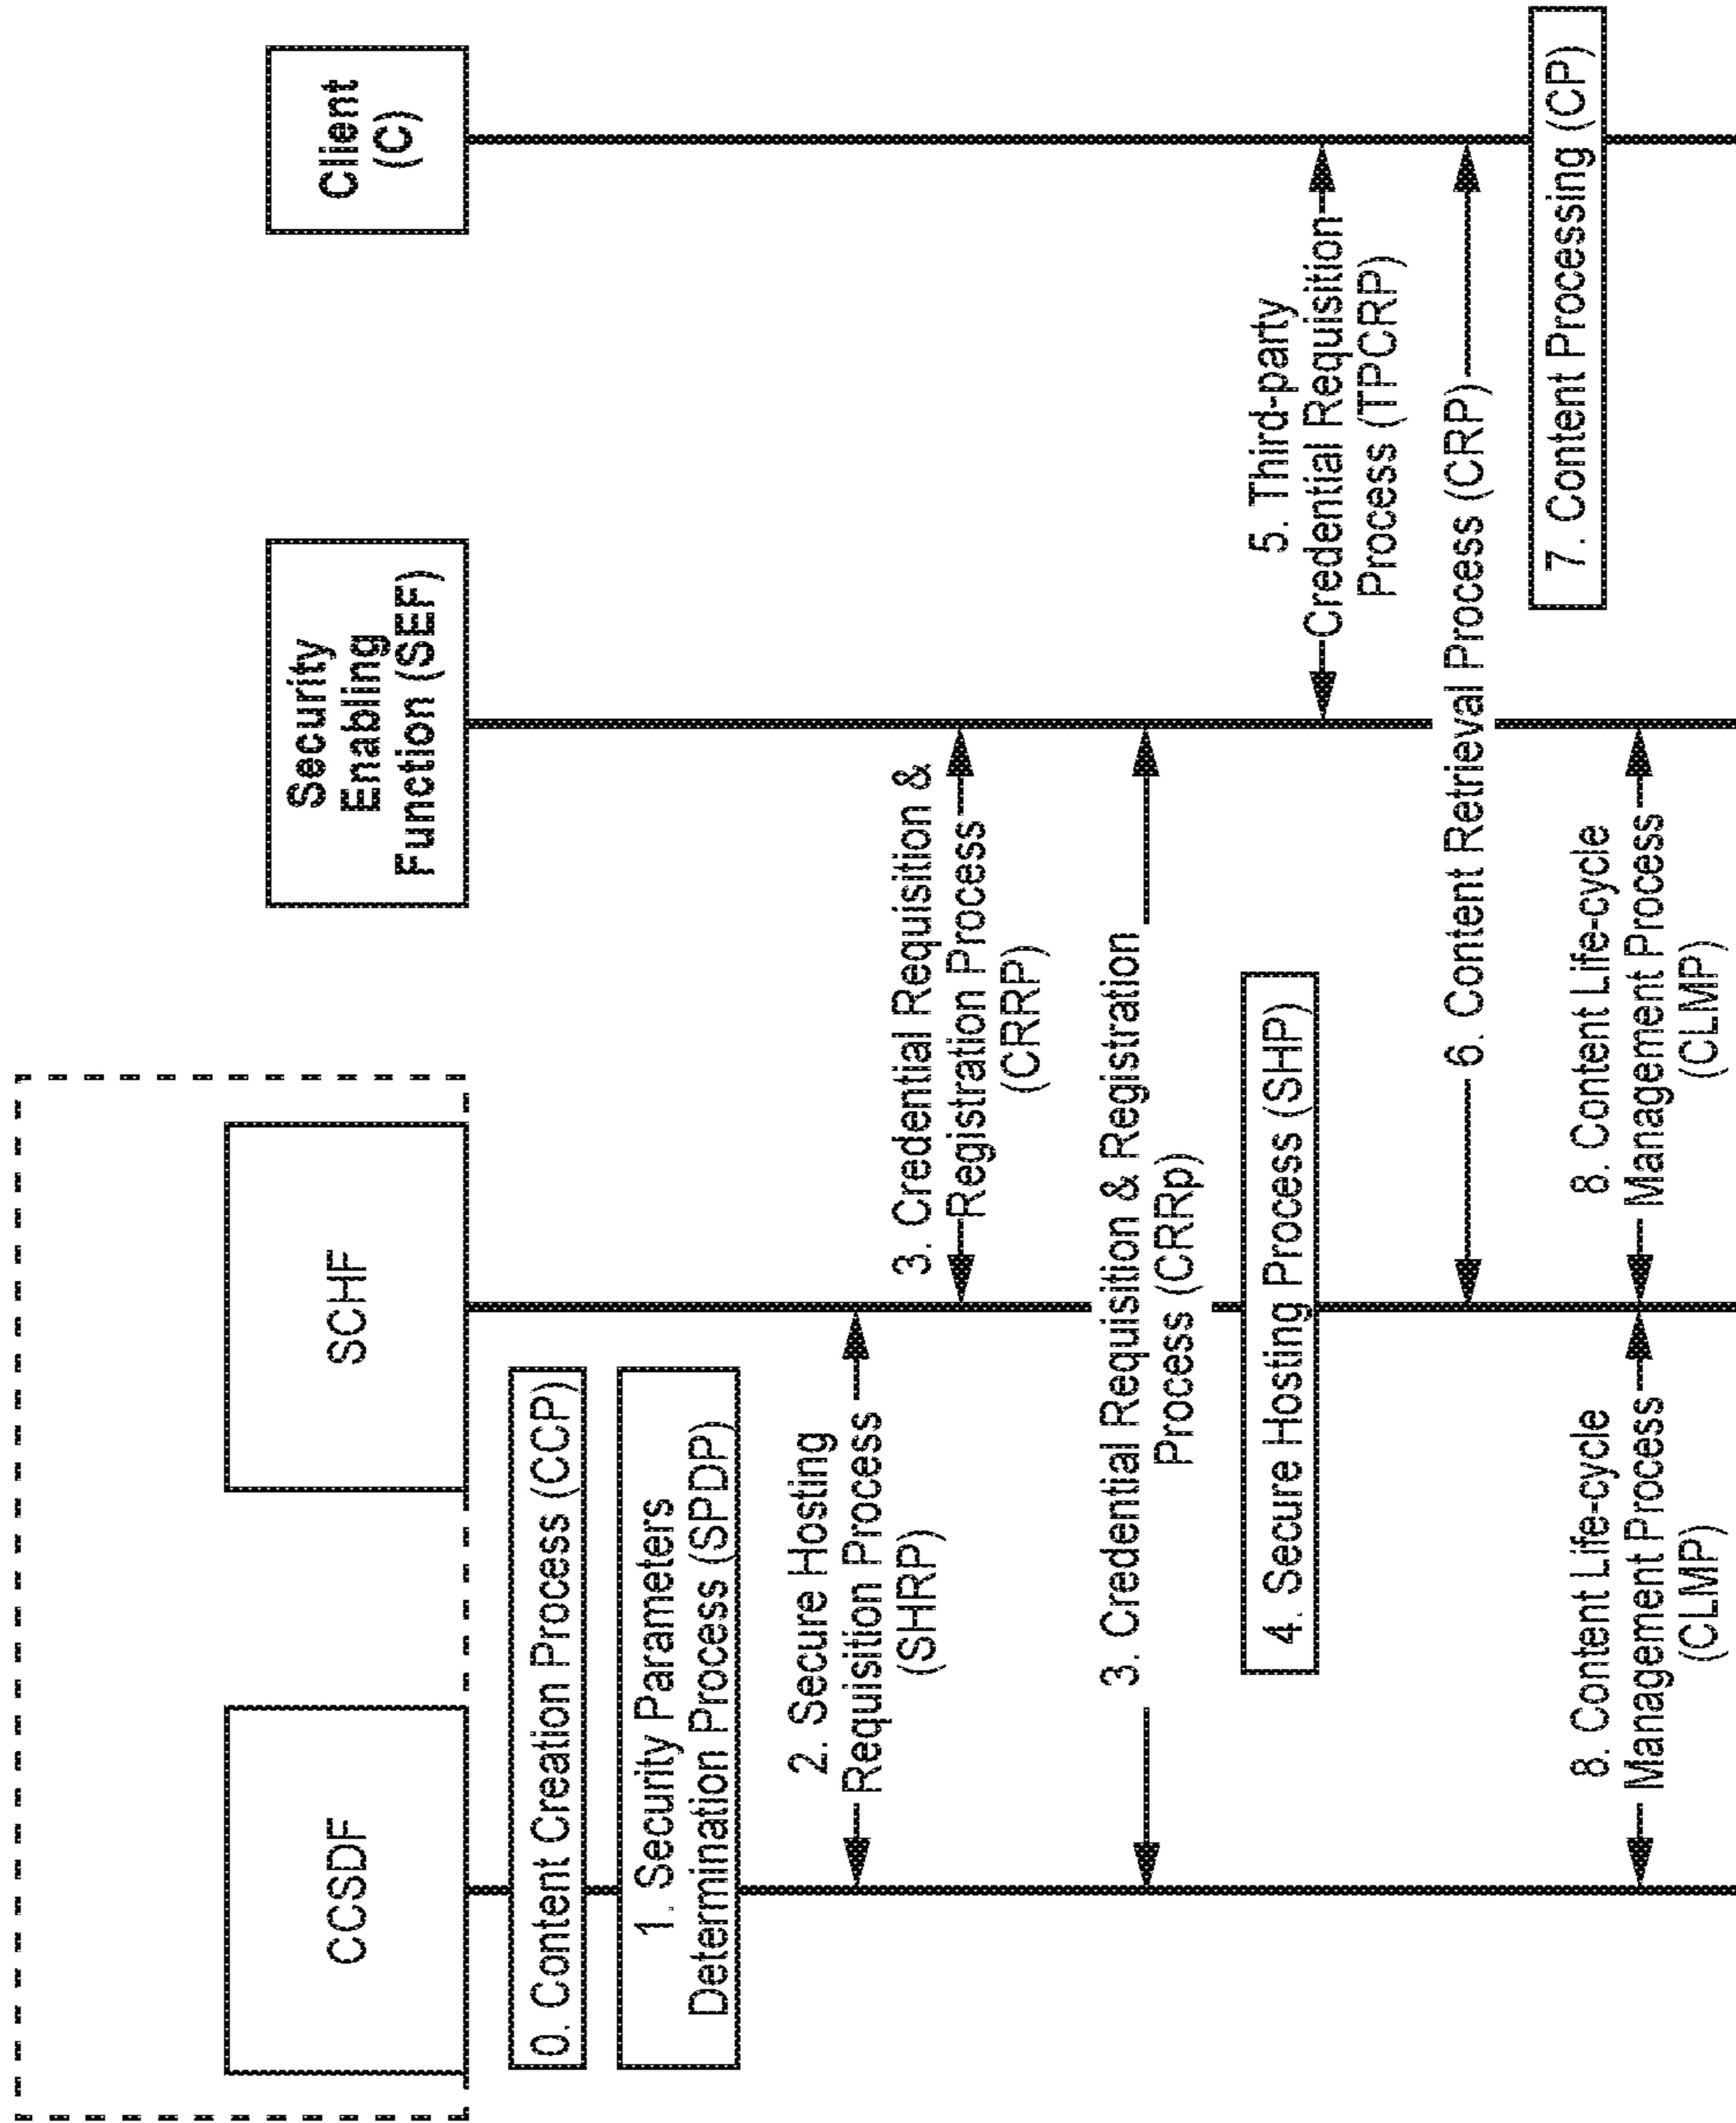 CCSDF
SCHF
Security
Enabling
Function (SEF)
Client
(C)
0. Content Creation Process (CCP)
1. Security Parameters
Determination Process (SPDP)
2. Secure Hosting
Requisition Process
(SHRP)
3. Credential Requisition &
Registration Process
(CRRP)
3. Credential Requisition & Registration
Process (CRRp)
4. Secure Hosting Process (SHP)
5. Third-party
Credential Requisition
Process (TPCRP)
6. Content Retrieval Process (CRP)
7. Content Processing (CP)
8. Content Life-cycle
Management Process
(CLMP)
8. Content Life-cycle
Management Process
(CLMP)